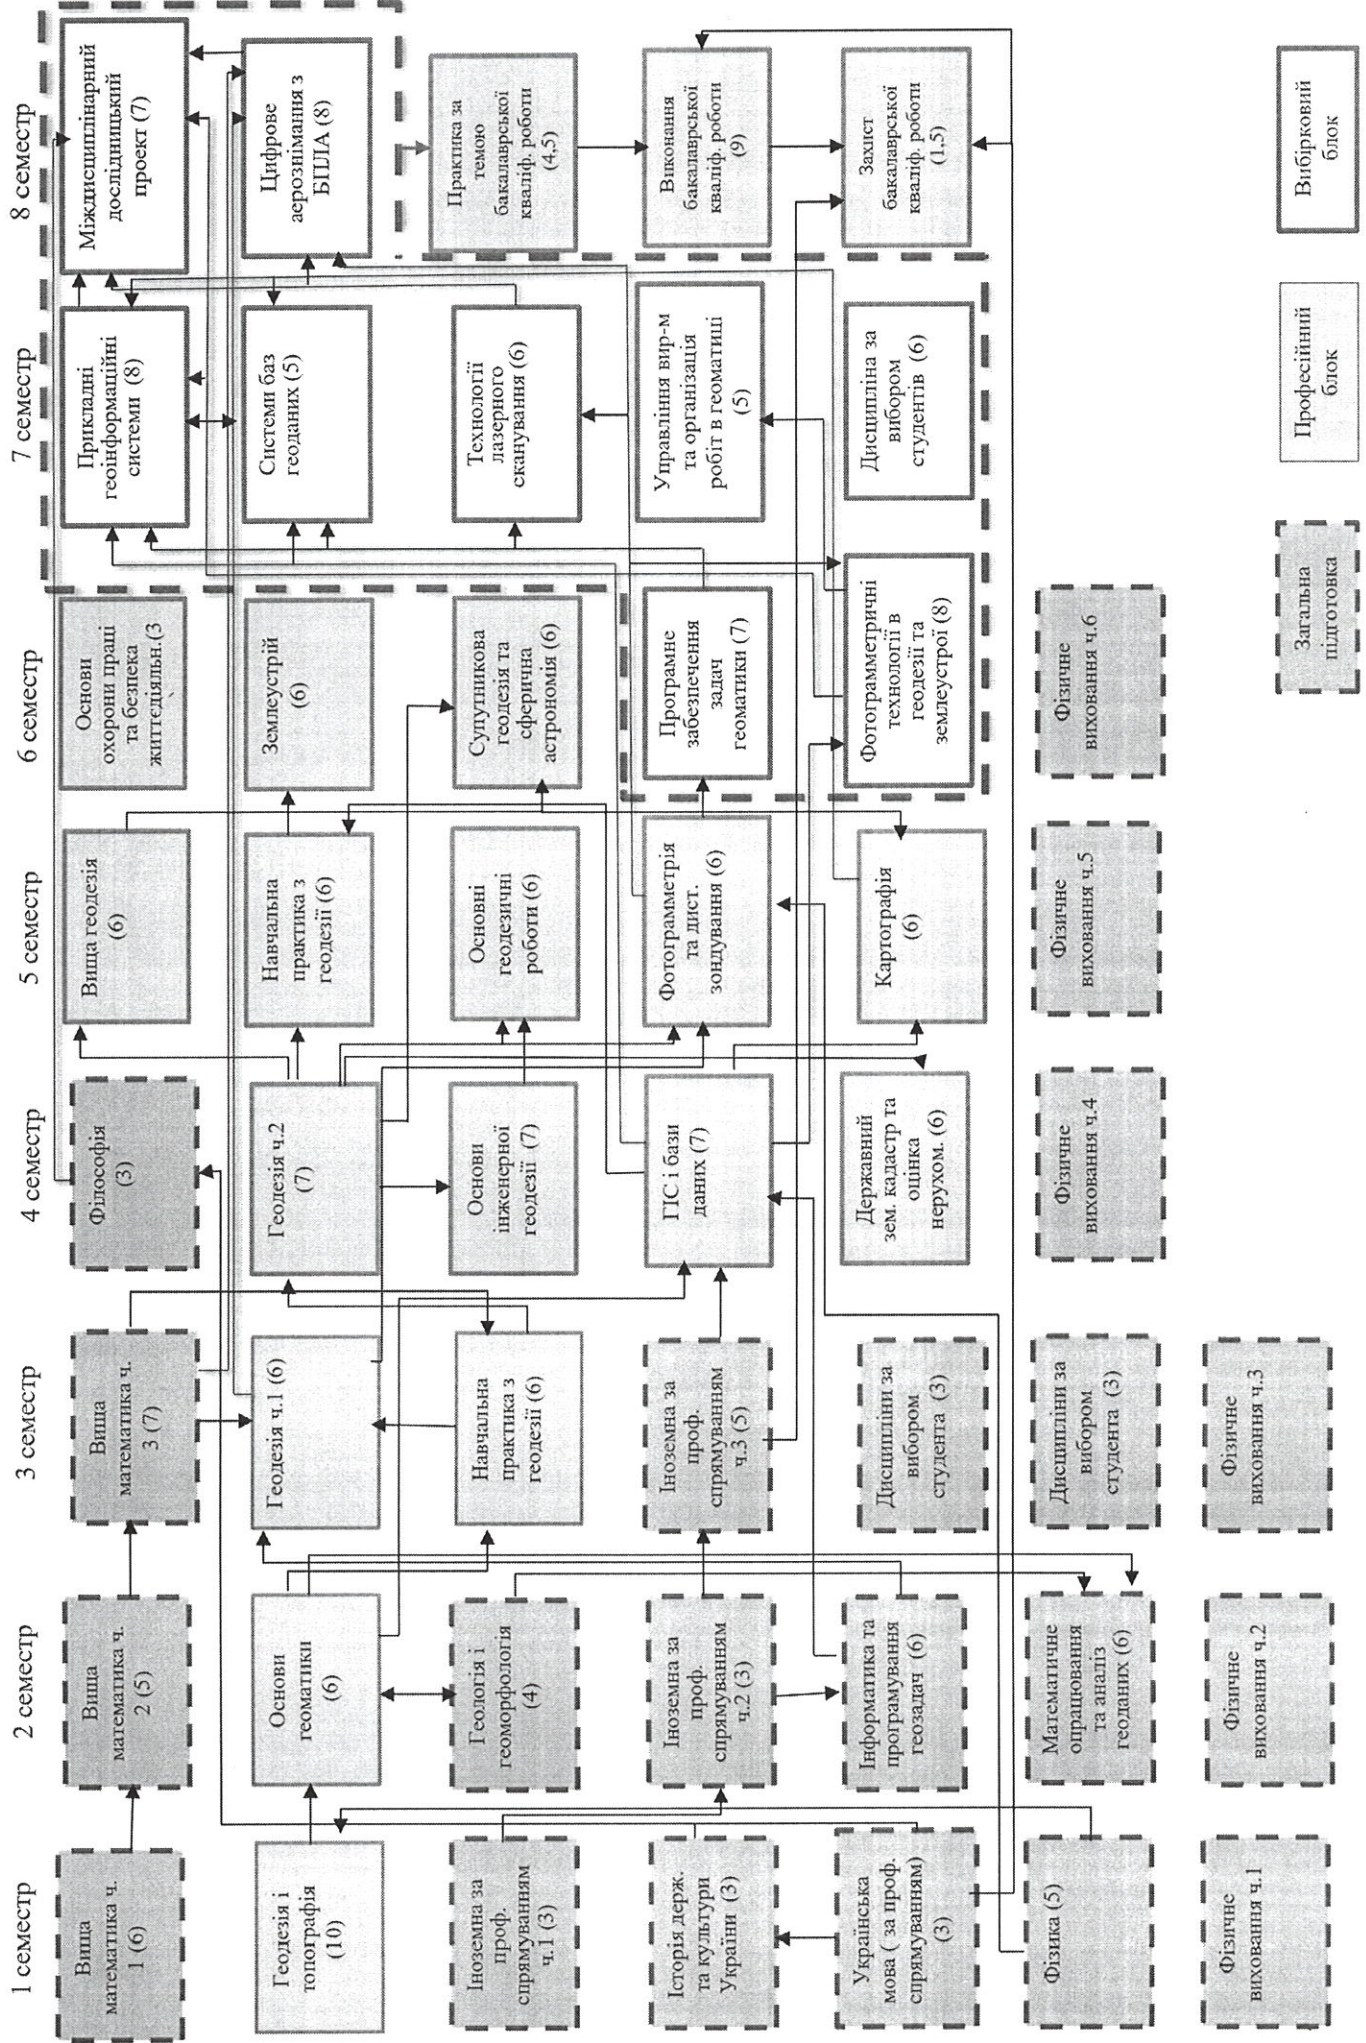 1 семестр
Вища
математика ч.
1 (6)
Геодезія і
топографія
(10)
Іноземна за
проф.
спрямуванням
ч.1 (3)
Історія держ.
та культури
України (3)
Українська
мова ( за проф.
спрямуванням)
(3)
Фізика (5)
Фізичне
виховання ч.1
2 семестр
Вища
математика ч.
2 (5)
Основи
геоматики
(6)
Геологія і
геоморфологія
(4)
Іноземна за
проф.
спрямуванням
ч.2 (3)
Інформатика та
програмування
геозадач (6)
Математичне
опрацювання
та аналіз
геоданих (6)
Фізичне
виховання ч.2
3 семестр
Вища
математика ч.
3 (7)
Геодезія ч.1 (6)
Навчальна
практика з
геодезії (6)
Іноземна за
проф.
спрямуванням
ч.3 (5)
Дисципліни за
вибором
студента (3)
Дисципліни за
вибором
студента (3)
Фізичне
виховання ч.3
4 семестр
Філософія
(3)
Геодезія ч.2
(7)
Основи
інженерної
геодезії (7)
ГІС і бази
даних (7)
Державний
зем. кадастр та
оцінка
нерухом. (6)
Фізичне
виховання ч.4
5 семестр
Вища геодезія
(6)
Навчальна
практика з
геодезії (6)
Основні
геодезичні
роботи (6)
Фотограмметрія
та дист.
зондування (6)
Картографія
(6)
Фізичне
виховання ч.5
6 семестр
Основи
охорони праці
та безпека
життєдіяльн.(3
Землеустрій
(6)
Супутникова
геодезія та
сферична
астрономія (6)
Програмне
забезпечення
задач
геоматики (7)
Фотограмметричні
технології в
геодезії та
землеустрої (8)
Фізичне
виховання ч.6
7 семестр
Прикладні
геоінформаційні
системи (8)
Системи баз
геоданих (5)
Технології
лазерного
сканування (6)
Управління вир-м
та організація
робіт в геоматиці
(5)
Дисципліна за
вибором
студентів (6)
8 семестр
Міждисциплінарний
дослідницький
проект (7)
Цифрове
аерознімання з
БПЛА (8)
Практика за
темою
бакалаврської
кваліф. роботи
(4,5)
Виконання
бакалаврської
кваліф. роботи
(9)
Захист
бакалаврської
кваліф. роботи
(1,5)
Загальна
підготовка
Професійний
блок
Вибірковий
блок